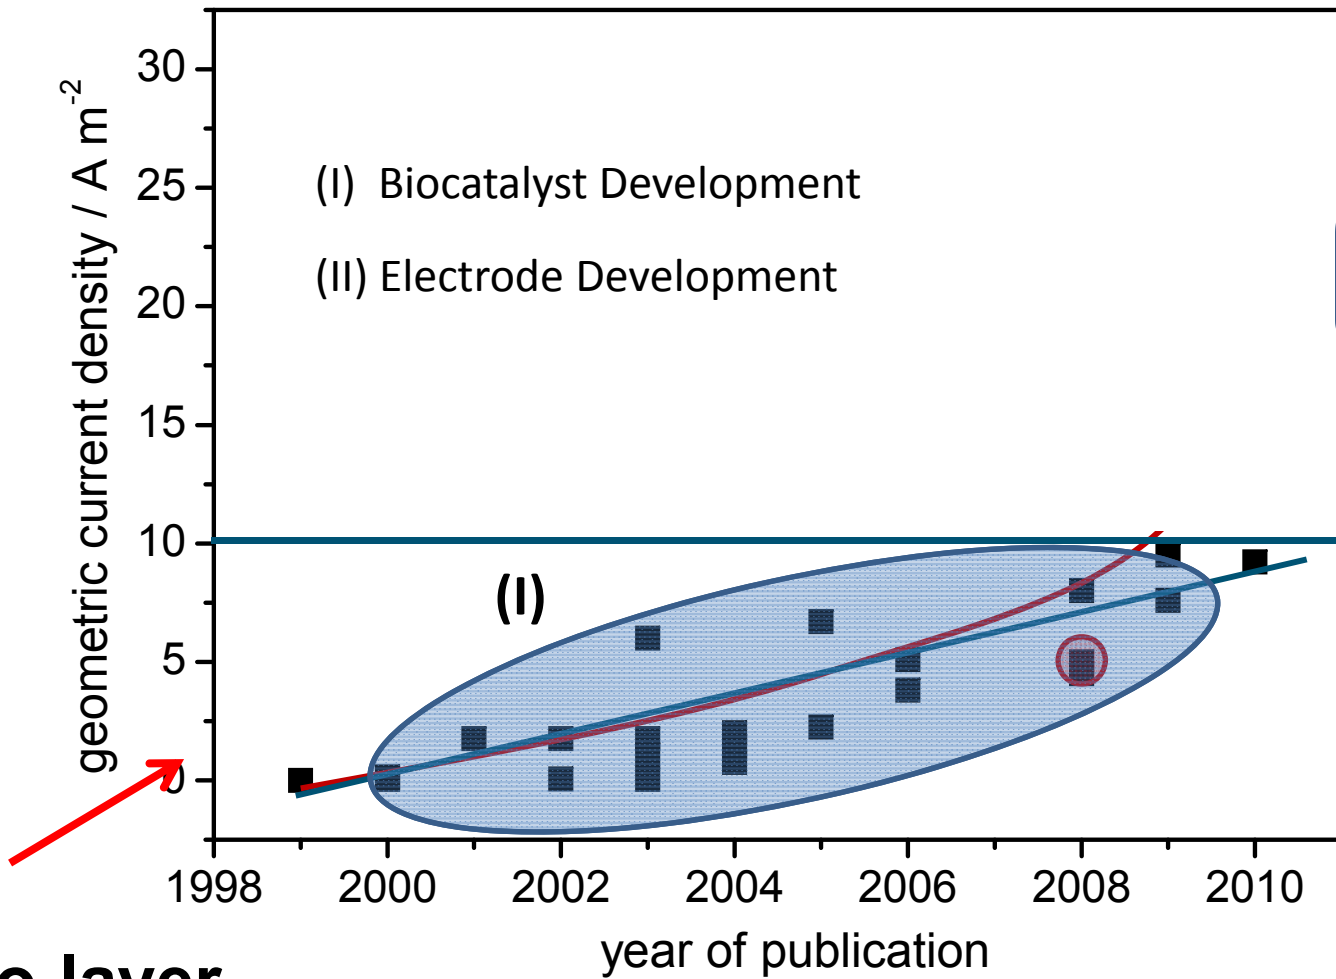 30
25
20
15
10
5
0
geometric current density / A m⁻²
(I) Biocatalyst Development
(II) Electrode Development
(I)
1998 2000 2002 2004 2006 2008 2010
year of publication
layer